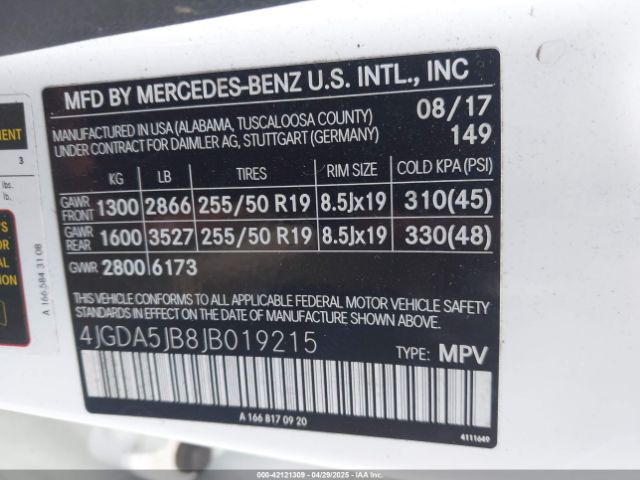 MFD BY MERCEDES-BENZ U.S. INTL., INC
MANUFACTURED IN USA (ALABAMA, TUSCALOOSA COUNTY) 08/17
UNDER CONTRACT FOR DAIMLER AG, STUTTGART (GERMANY) 149
KG LB TIRES RIM SIZE COLD KPA (PSI)
GAWR FRONT 1300 2866 255/50 R19 8.5Jx19 310(45)
GAWR REAR 1600 3527 255/50 R19 8.5Jx19 330(48)
GVWR 2800 6173
THIS VEHICLE CONFORMS TO ALL APPLICABLE FEDERAL MOTOR VEHICLE SAFETY
STANDARDS IN EFFECT ON THE DATE OF MANUFACTURE SHOWN ABOVE.
4JGDA5JB8JB019215
TYPE: MPV
A 166 817 09 20
4111649
3
lbs.
lb.
A 166 584 31 08
000-42121309 - 04/29/2025 - IAA Inc.